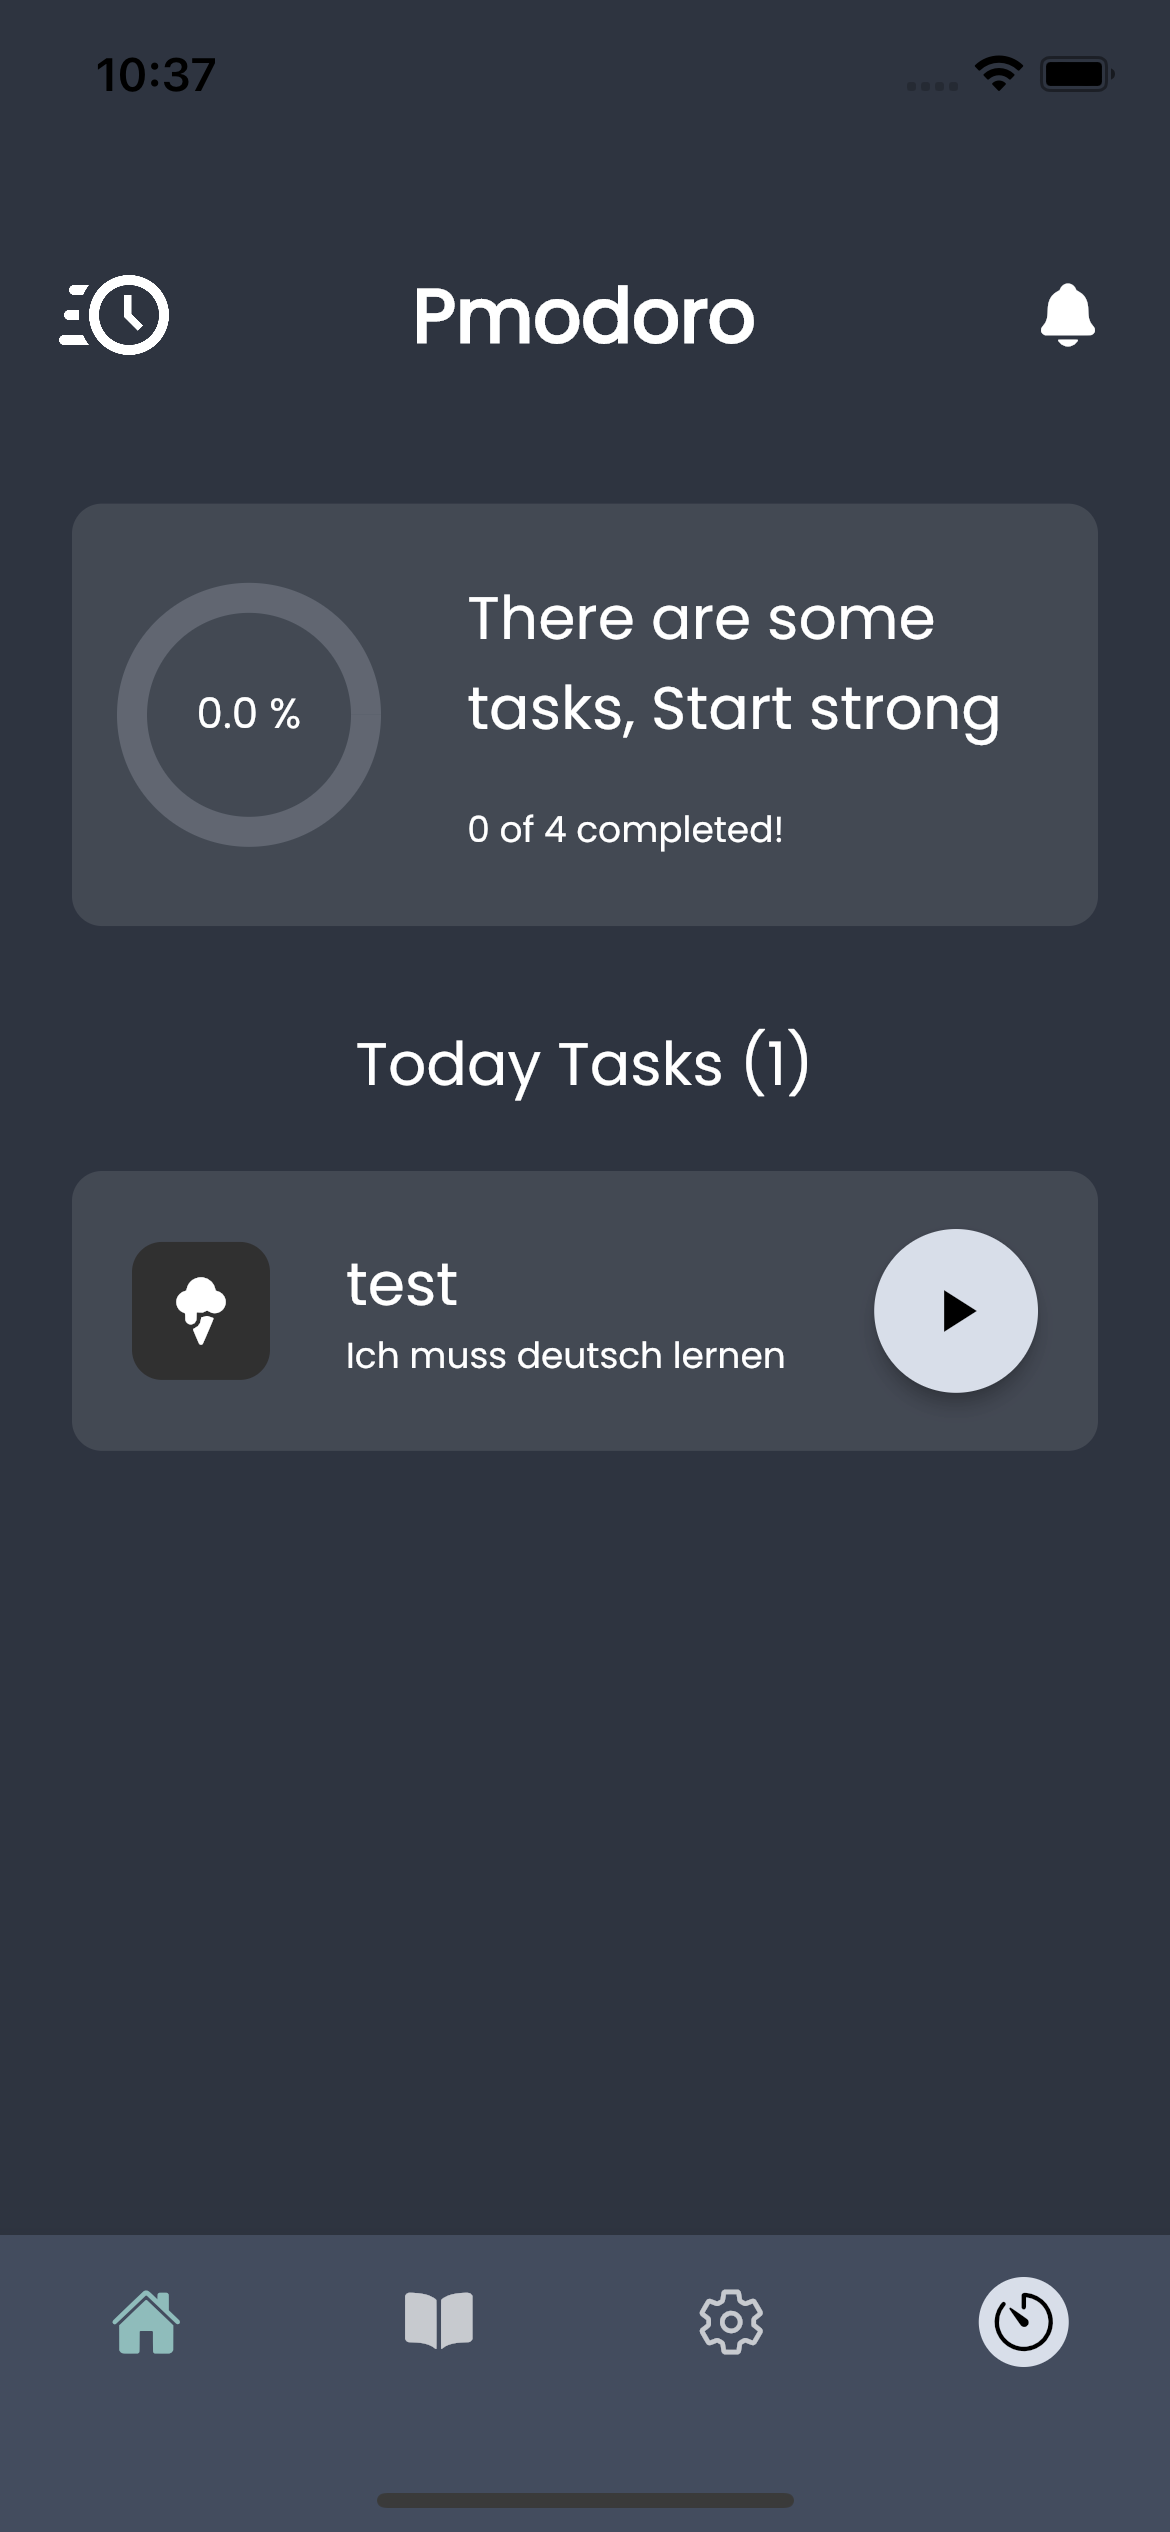 10:37
Pmodoro
0.0 %
There are some
tasks, Start strong
0 of 4 completed!
Today Tasks (1)
test
Ich muss deutsch lernen